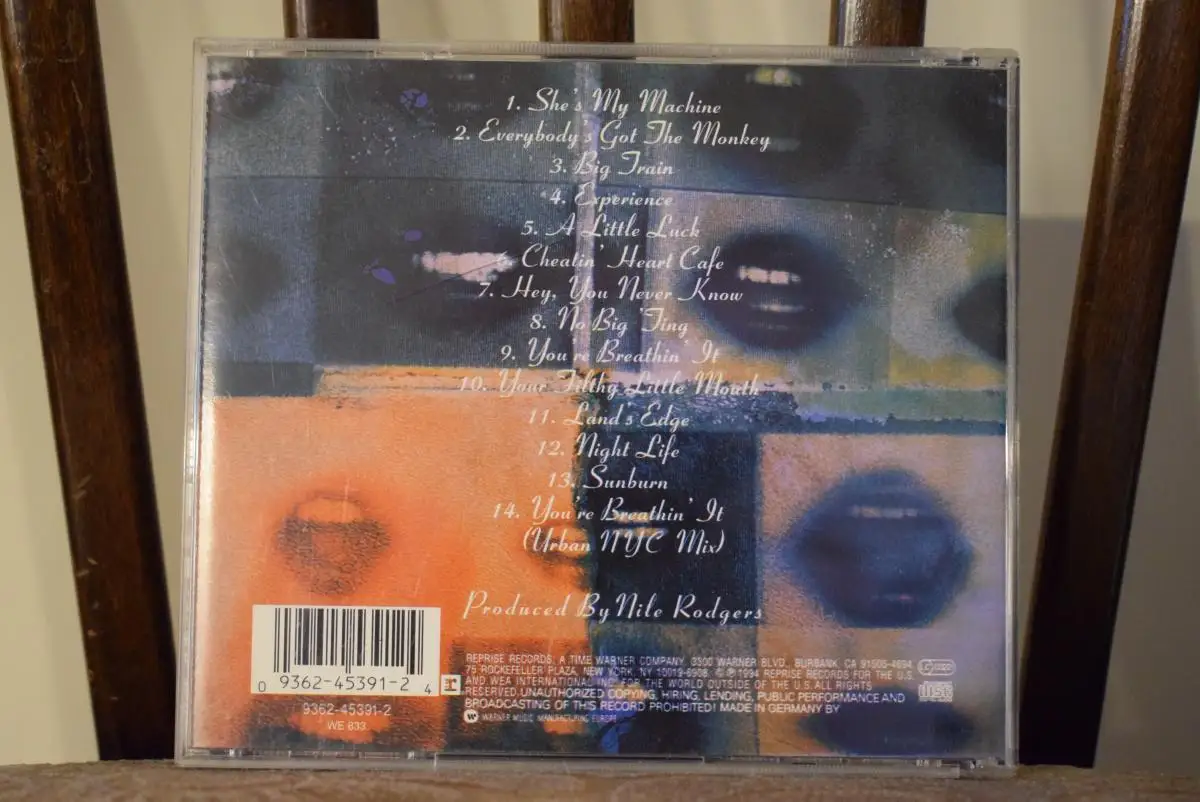 1. She's My Machine
2. Everybody's Got The Monkey
3. Big Train
4. Experience
5. A Little Luck
6. Cheatin' Heart Cafe
7. Hey, You Never Know
8. No Big 'Ting
9. You're Breathin' It
10. Your Filthy Little Mouth
11. Land's Edge
12. Night Life
13. Sunburn
14. You're Breathin' It
(Urban NYC Mix)
Produced By Nile Rodgers
REPRISE RECORDS, A TIME WARNER COMPANY, 3300 WARNER BLVD., BURBANK, CA 91505-4694.
75 ROCKEFELLER PLAZA, NEW YORK, NY 10019-6908. © ℗ 1994 REPRISE RECORDS FOR THE U.S.
AND WEA INTERNATIONAL INC. FOR THE WORLD OUTSIDE OF THE U.S. ALL RIGHTS
RESERVED. UNAUTHORIZED COPYING, HIRING, LENDING, PUBLIC PERFORMANCE AND
BROADCASTING OF THIS RECORD PROHIBITED! MADE IN GERMANY BY
WARNER MUSIC MANUFACTURING EUROPE
disc
r
0 9362-45391-2 4
9362-45391-2
WE 833